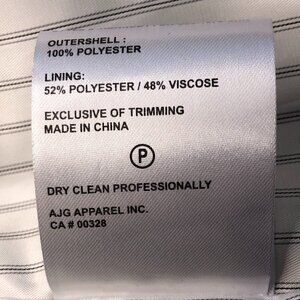 OUTERSHELL :
100% POLYESTER
LINING:
52% POLYESTER / 48% VISCOSE
EXCLUSIVE OF TRIMMING
MADE IN CHINA
P
DRY CLEAN PROFESSIONALLY
AJG APPAREL INC.
CA # 00328